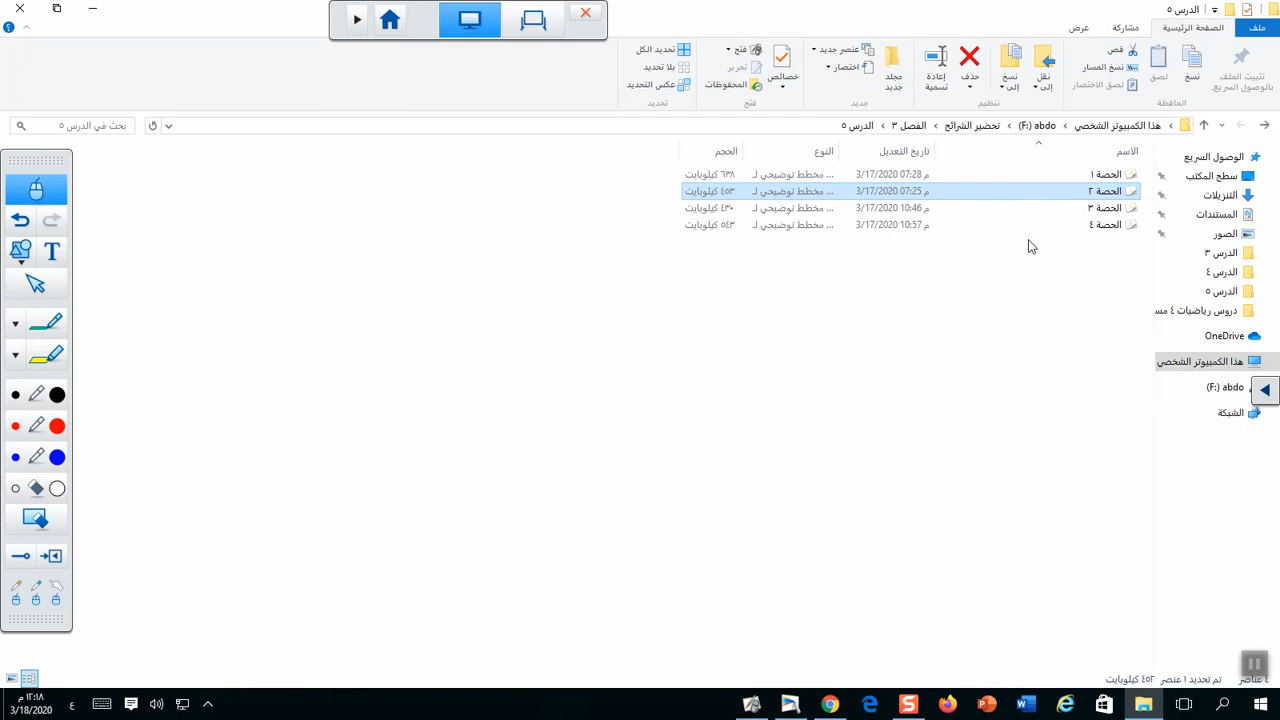 الدرس ٥
ملف
الصفحة الرئيسية
مشاركة
عرض
تثبيت الملف
بالوصول السريع.
نسخ
لصق
قص
نسخ المسار
لصق الاختصار
الحافظة
نقل
إلى
نسخ
إلى
حذف
إعادة
تسمية
تنظيم
مجلد
جديد
عنصر جديد
اختصار
جديد
خصائص
فتح
تحرير
المحفوظات
فتح
تحديد الكل
بلا تحديد
عكس التحديد
تحديد
هذا الكمبيوتر الشخصي
abdo (F:)
تحضير الشرائح
الفصل ٣
الدرس ٥
بحث في الدرس ٥
الاسم
تاريخ التعديل
النوع
الحجم
الحصة ١ 3/17/2020 07:28 م مخطط توضيحي لـ... ٦٣٨ كيلوبايت
الحصة ٢ 3/17/2020 07:25 م مخطط توضيحي لـ... ٤٥٣ كيلوبايت
الحصة ٣ 3/17/2020 10:46 م مخطط توضيحي لـ... ٤٣٠ كيلوبايت
الحصة ٤ 3/17/2020 10:57 م مخطط توضيحي لـ... ٥٤٣ كيلوبايت
الوصول السريع
سطح المكتب
التنزيلات
المستندات
الصور
الدرس ٣
الدرس ٤
الدرس ٥
دروس رياضيات ٤ مس
OneDrive
هذا الكمبيوتر الشخصي
abdo (F:)
الشبكة
T
٤ عناصر
تم تحديد ١ عنصر ٤٥٢ كيلوبايت
ع
١٢:١٨ م
3/18/2020